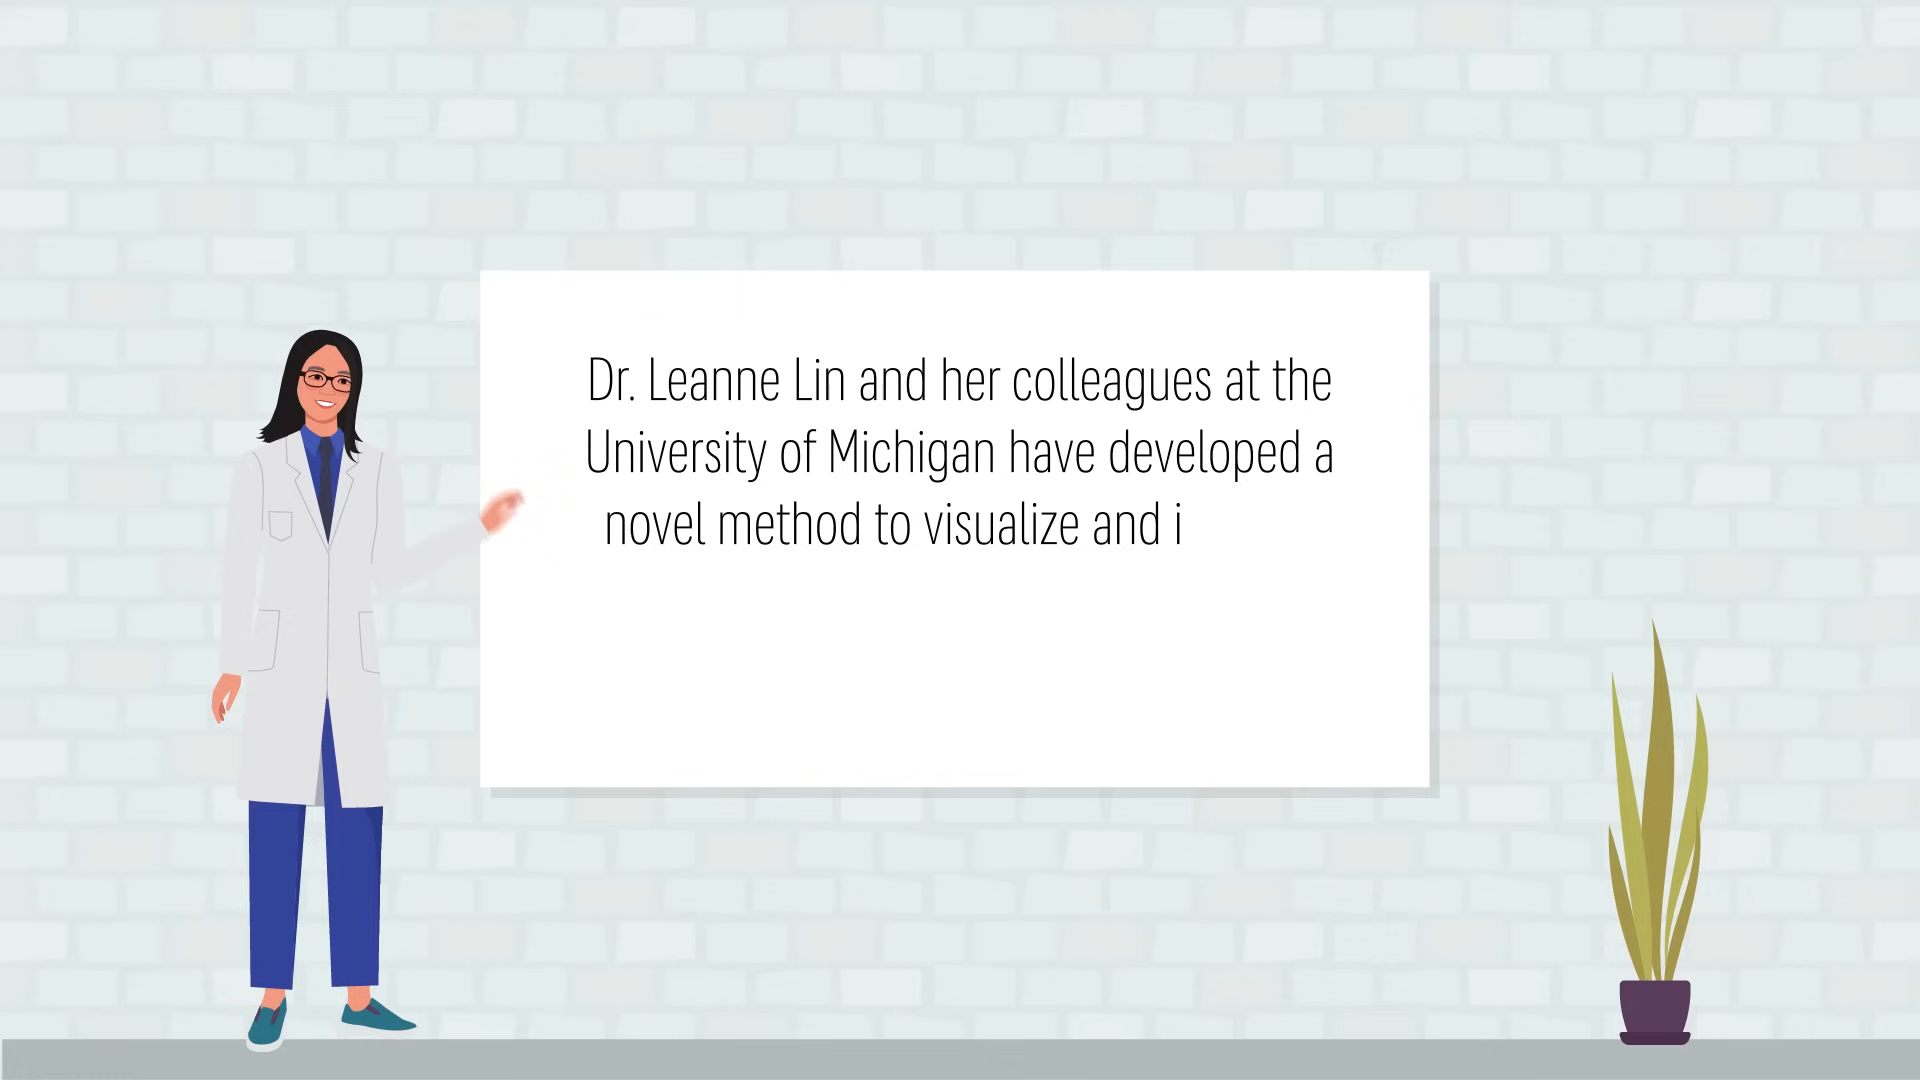 Dr. Leanne Lin and her colleagues at the
University of Michigan have developed a
novel method to visualize and i